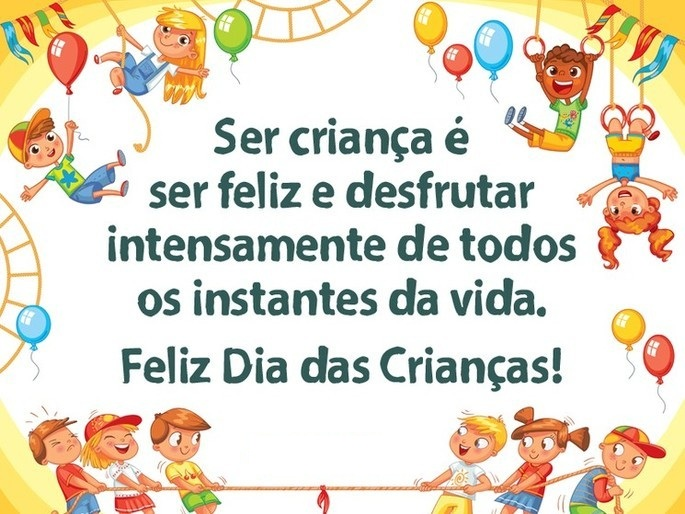 Ser criança é
ser feliz e desfrutar
intensamente de todos
os instantes da vida.
Feliz Dia das Crianças!